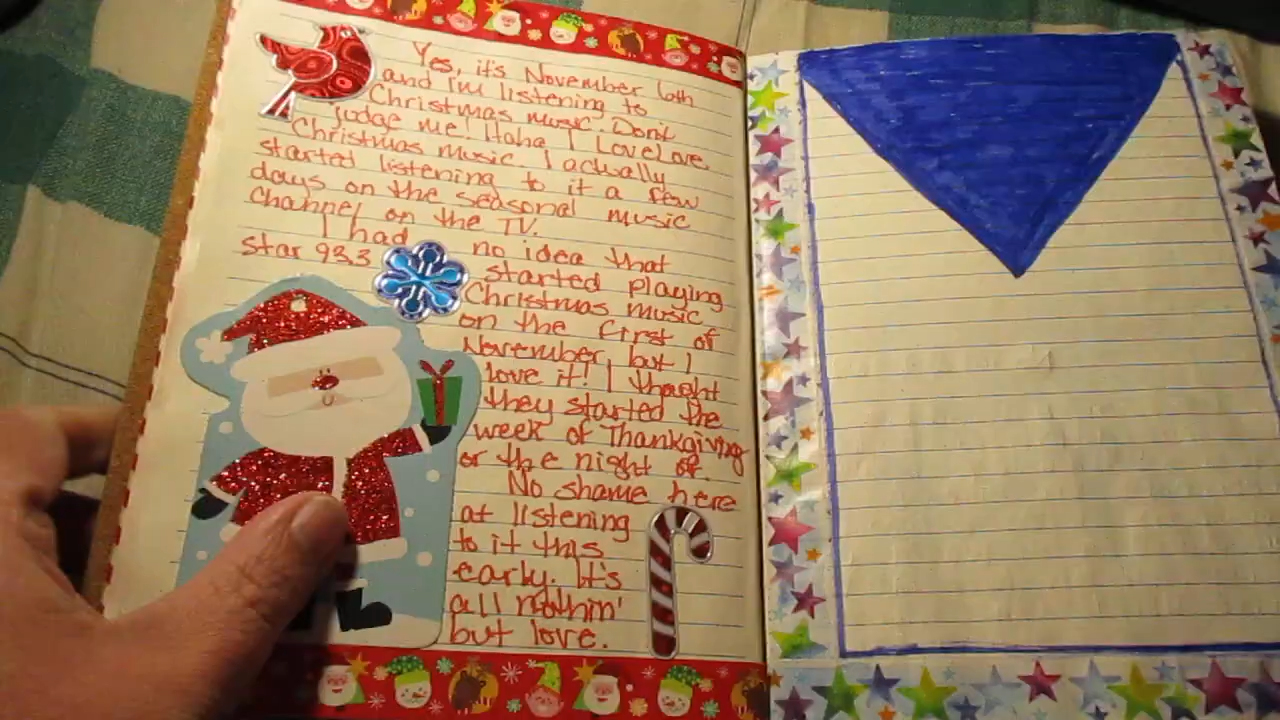 Yes, it's November 6th
and I'm listening to
Christmas music. Don't
judge me! Haha I LoveLove
Christmas music. I actually
started listening to it a few
days on the seasonal music
channel on the TV.
I had no idea that
star 93.3 started playing
Christmas music
on the first of
November, but I
love it! I thought
they started the
week of Thankgiving
or the night of.
No shame here
at listening
to it this
early. It's
all nothin'
but love.